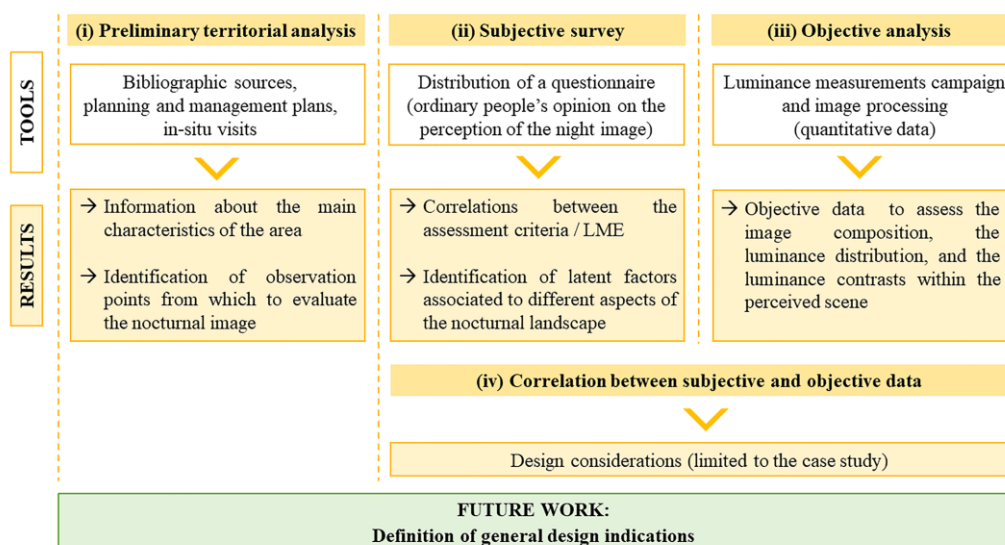 (i) Preliminary territorial analysis
(ii) Subjective survey
(iii) Objective analysis
TOOLS
Bibliographic sources,
planning and management plans,
in-situ visits
Distribution of a questionnaire
(ordinary people's opinion on the
perception of the night image)
Luminance measurements campaign
and image processing
(quantitative data)
RESULTS
→ Information about the main
characteristics of the area
→ Identification of observation
points from which to evaluate
the nocturnal image
→ Correlations between the
assessment criteria / LME
→ Identification of latent factors
associated to different aspects of
the nocturnal landscape
→ Objective data to assess the
image composition, the
luminance distribution, and the
luminance contrasts within the
perceived scene
(iv) Correlation between subjective and objective data
Design considerations (limited to the case study)
FUTURE WORK:
Definition of general design indications